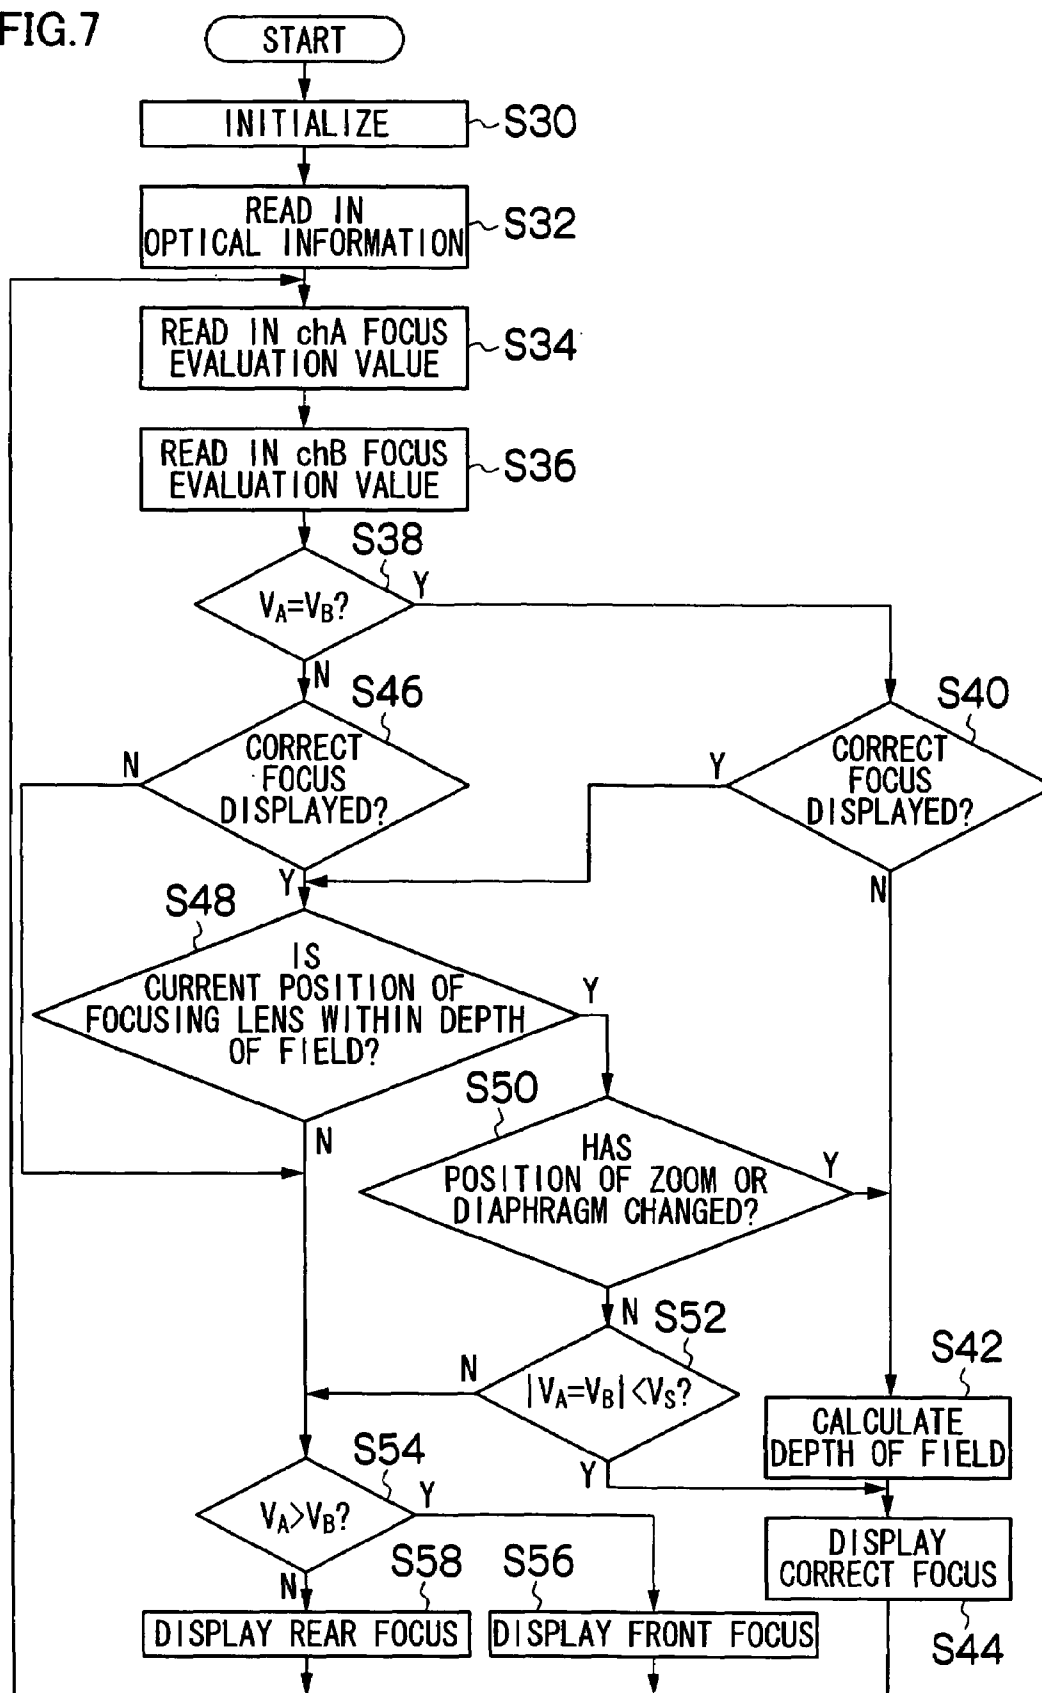 FIG.7
START
INITIALIZE
S30
READ IN
OPTICAL INFORMATION
S32
READ IN chA FOCUS
EVALUATION VALUE
S34
READ IN chB FOCUS
EVALUATION VALUE
S36
S38
VA=VB?
Y
N
S46
CORRECT
FOCUS
DISPLAYED?
N
Y
S40
CORRECT
FOCUS
DISPLAYED?
Y
N
S48
IS
CURRENT POSITION OF
FOCUSING LENS WITHIN DEPTH
OF FIELD?
Y
N
S50
HAS
POSITION OF ZOOM OR
DIAPHRAGM CHANGED?
Y
N
S52
|VA=VB|<VS?
N
Y
S42
CALCULATE
DEPTH OF FIELD
S54
VA>VB?
Y
N
DISPLAY
CORRECT FOCUS
S44
S58
DISPLAY REAR FOCUS
S56
DISPLAY FRONT FOCUS